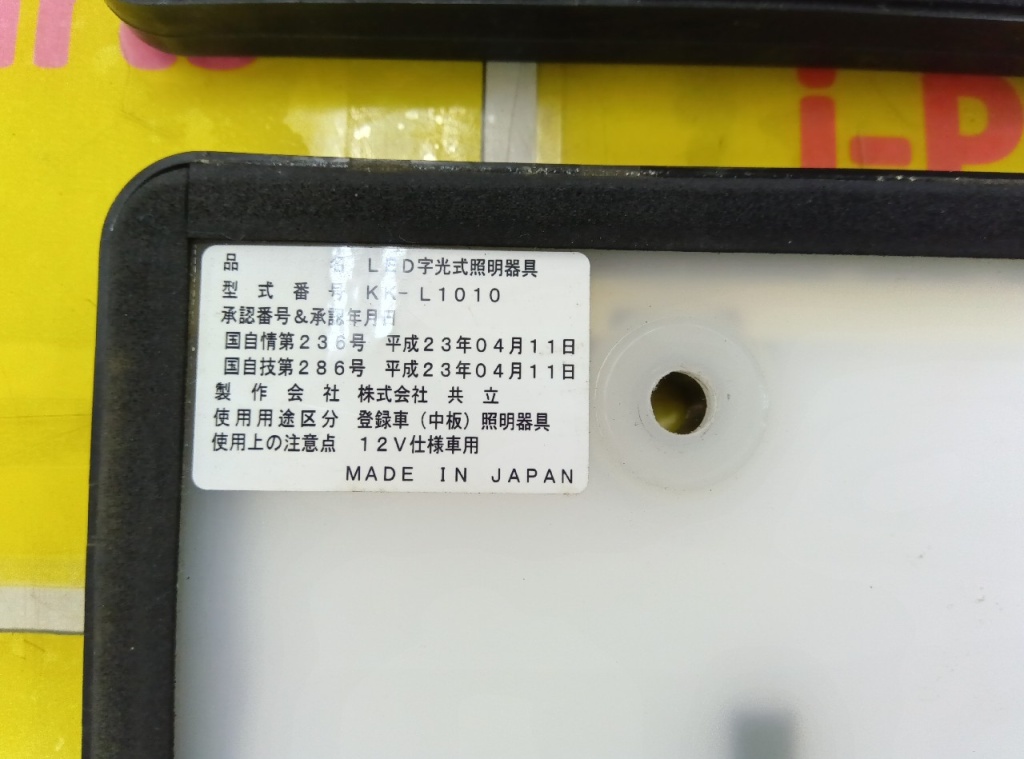 i-P
品 名 LED字光式照明器具
型式番号 KK-L1010
承認番号&承認年月日
国自情第236号 平成23年04月11日
国自技第286号 平成23年04月11日
製作会社 株式会社 共立
使用用途区分 登録車（中板）照明器具
使用上の注意点 12V仕様車用
MADE IN JAPAN